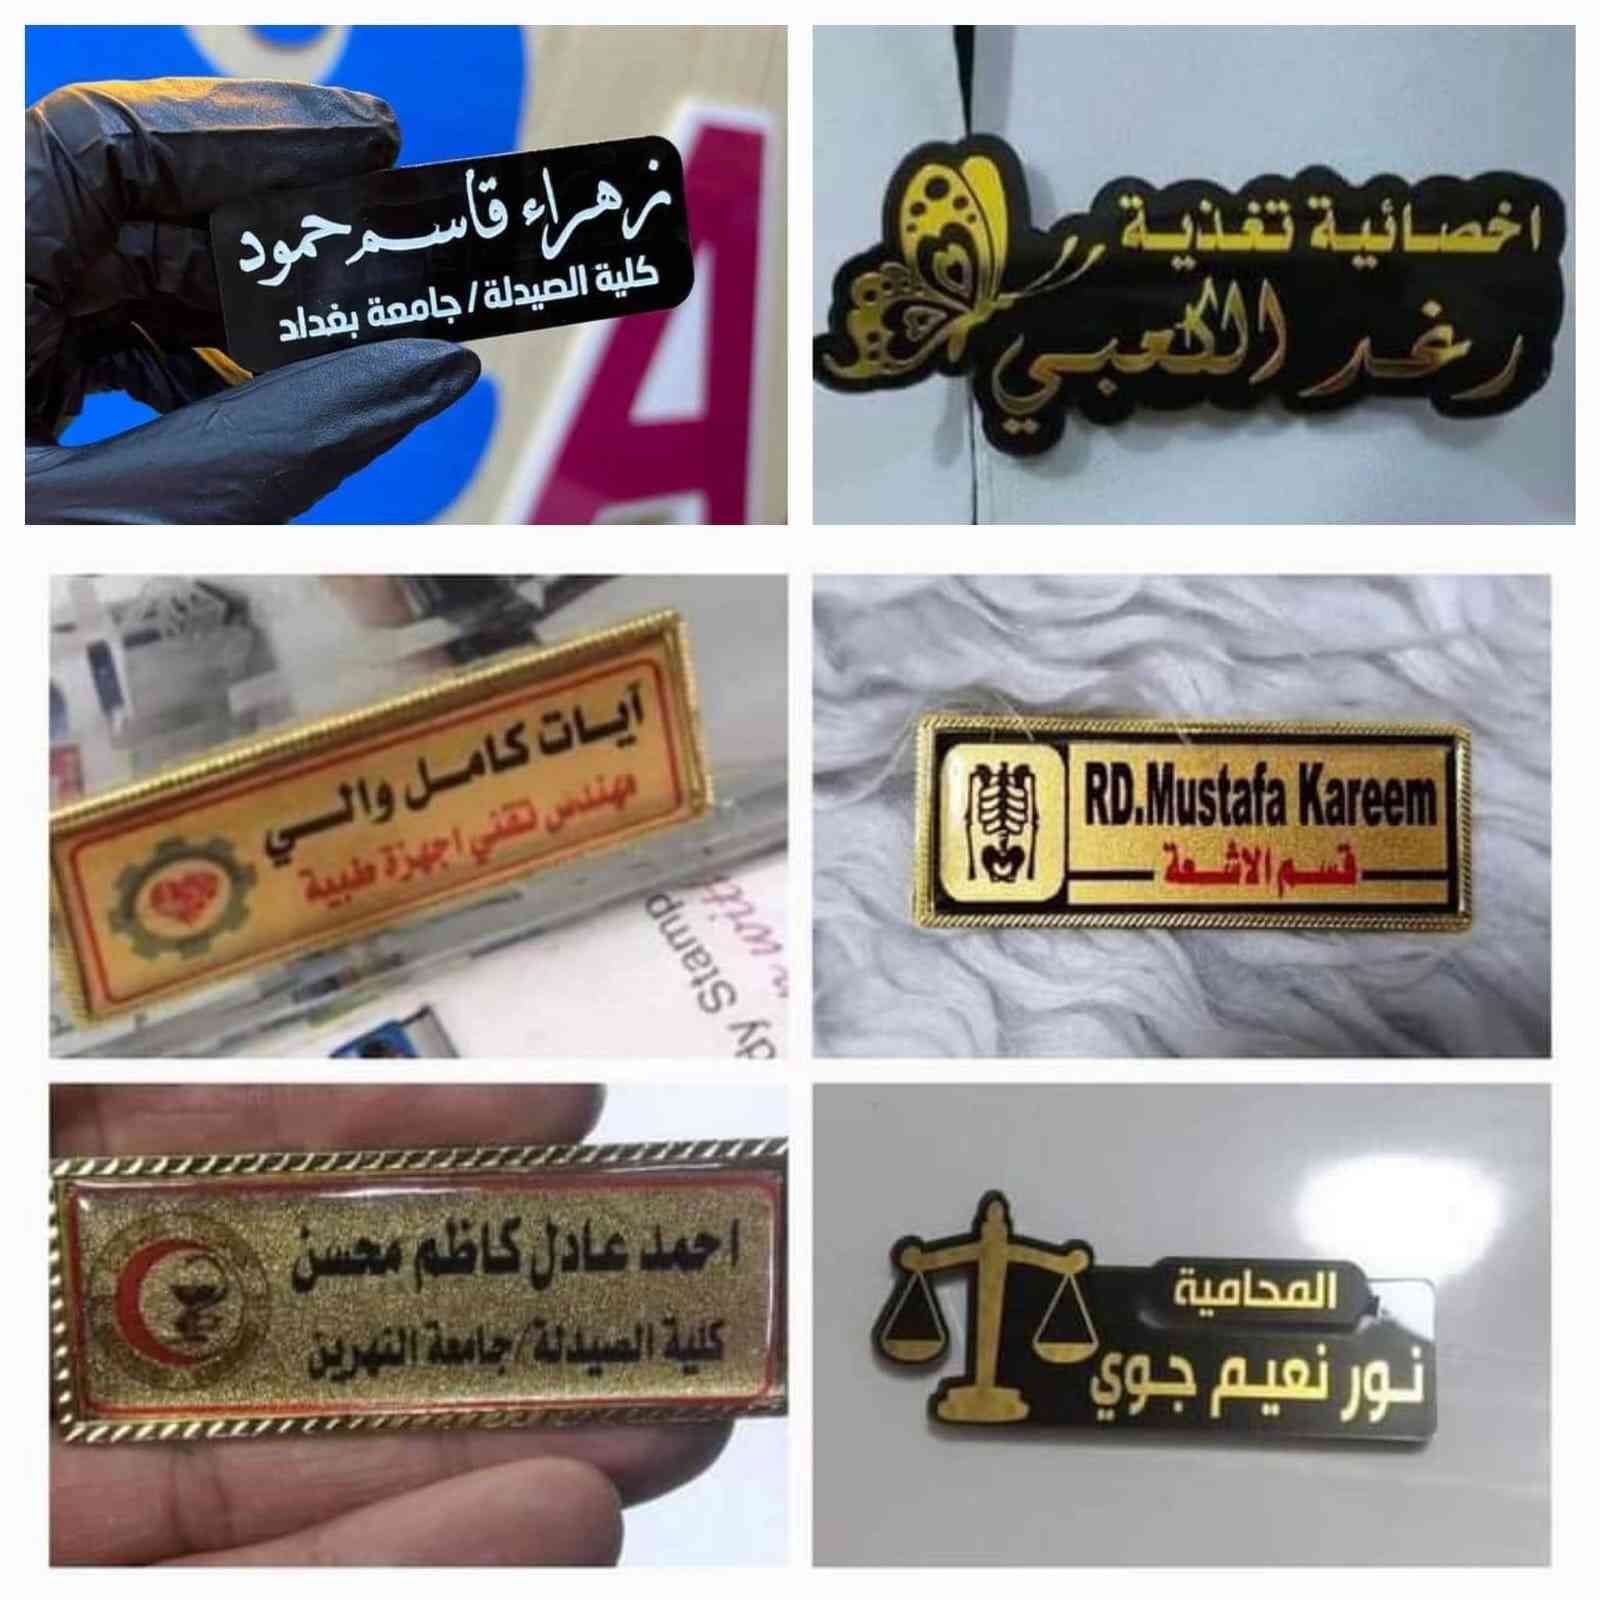 زهراء قاسم حمود
كلية الصيدلة / جامعة بغداد
A
اخصائية تغذية
رغد الكعبي
آيات كامل والي
مهندس تقني اجهزة طبية
Stamp
RD.Mustafa Kareem
قسم الاشعة
احمد عادل كاظم محسن
كلية الصيدلة/جامعة النهرين
المحامية
نور نعيم جوي